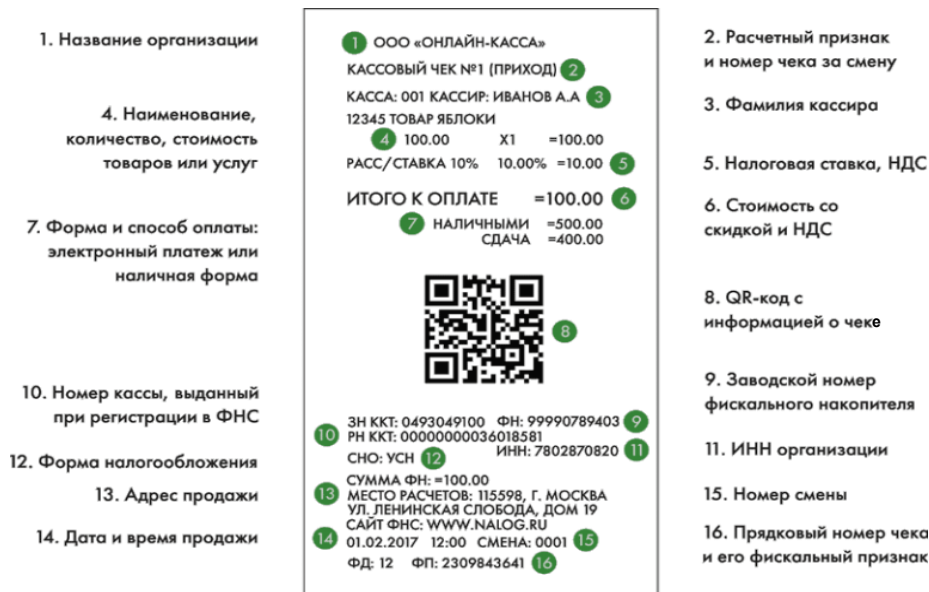 1. Название организации
4. Наименование,
количество, стоимость
товаров или услуг
7. Форма и способ оплаты:
электронный платеж или
наличная форма
10. Номер кассы, выданный
при регистрации в ФНС
12. Форма налогообложения
13. Адрес продажи
14. Дата и время продажи
1 ООО «ОНЛАЙН-КАССА»
КАССОВЫЙ ЧЕК №1 (ПРИХОД) 2
КАССА: 001 КАССИР: ИВАНОВ А.А 3
12345 ТОВАР ЯБЛОКИ
4 100.00 X1 =100.00
РАСС/СТАВКА 10% 10.00% =10.00 5
ИТОГО К ОПЛАТЕ =100.00 6
7 НАЛИЧНЫМИ =500.00
СДАЧА =400.00
8
ЗН ККТ: 0493049100 ФН: 99990789403 9
10 РН ККТ: 00000000036018581
ИНН: 7802870820 11
СНО: УСН 12
СУММА ФН: =100.00
13 МЕСТО РАСЧЕТОВ: 115598, Г. МОСКВА
УЛ. ЛЕНИНСКАЯ СЛОБОДА, ДОМ 19
САЙТ ФНС: WWW.NALOG.RU
14 01.02.2017 12:00 СМЕНА: 0001 15
ФД: 12 ФП: 2309843641 16
2. Расчетный признак
и номер чека за смену
3. Фамилия кассира
5. Налоговая ставка, НДС
6. Стоимость со
скидкой и НДС
8. QR-код с
информацией о чеке
9. Заводской номер
фискального накопителя
11. ИНН организации
15. Номер смены
16. Прядковый номер чека
и его фискальный признак